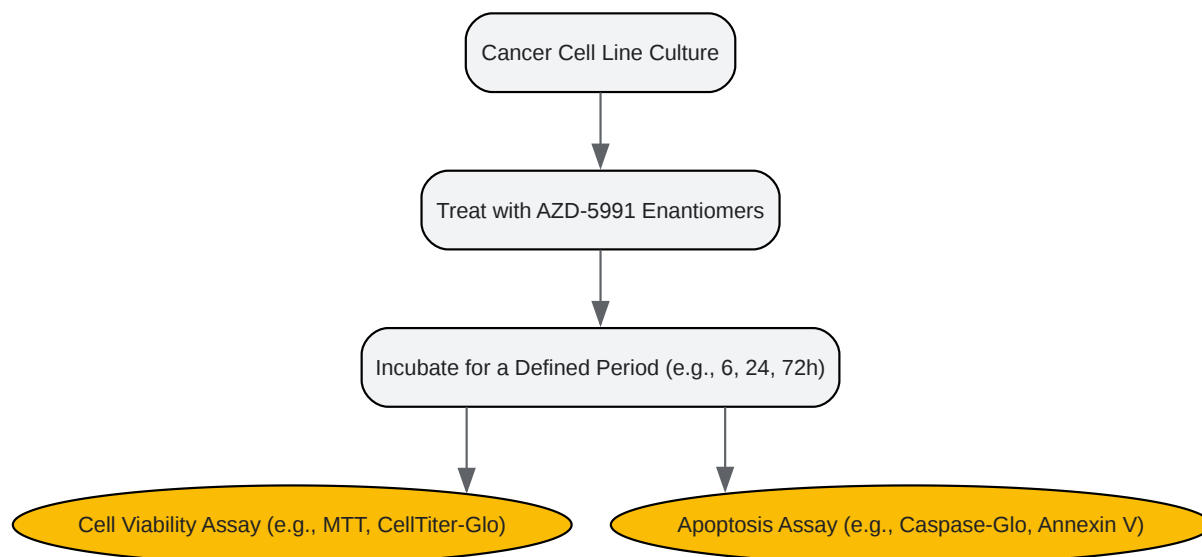 Cancer Cell Line Culture
Treat with AZD-5991 Enantiomers
Incubate for a Defined Period (e.g., 6, 24, 72h)
Cell Viability Assay (e.g., MTT, CellTiter-Glo)
Apoptosis Assay (e.g., Caspase-Glo, Annexin V)